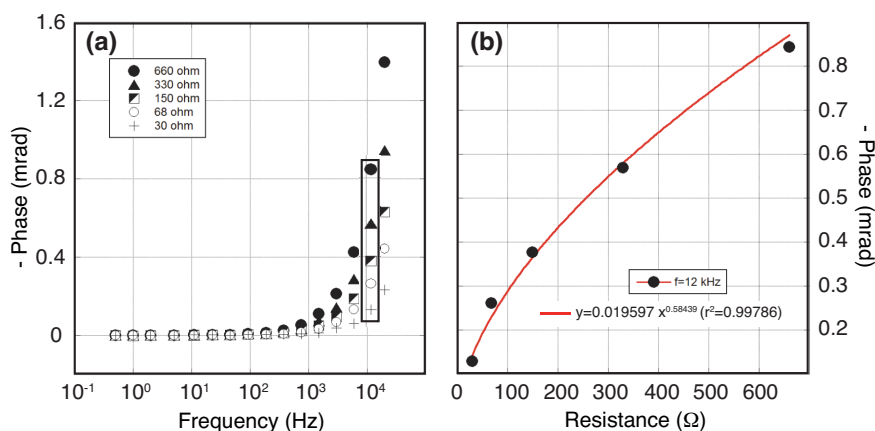 (a)
660 ohm
330 ohm
150 ohm
68 ohm
30 ohm
1.6
1.2
0.8
0.4
0
- Phase (mrad)
10⁻¹ 10⁰ 10¹ 10² 10³ 10⁴ 10⁵
Frequency (Hz)
(b)
f=12 kHz
y=0.019597 x^0.58439 (r²=0.99786)
0.8
0.7
0.6
0.5
0.4
0.3
0.2
- Phase (mrad)
0 100 200 300 400 500 600
Resistance (Ω)